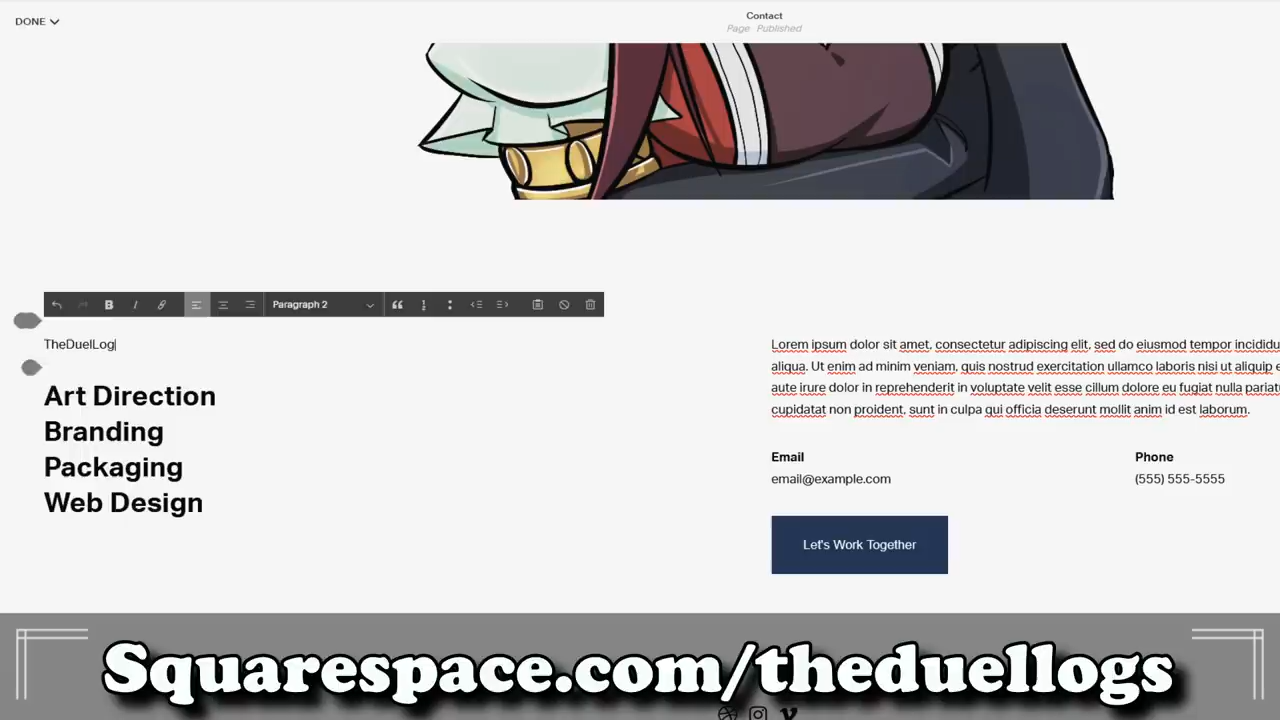 DONE
Contact
Page Published
B I Paragraph 2
TheDuelLog
Art Direction
Branding
Packaging
Web Design
Lorem ipsum dolor sit amet, consectetur adipiscing elit, sed do eiusmod tempor incididu
aliqua. Ut enim ad minim veniam, quis nostrud exercitation ullamco laboris nisi ut aliquip e
aute irure dolor in reprehenderit in voluptate velit esse cillum dolore eu fugiat nulla pariat
cupidatat non proident, sunt in culpa qui officia deserunt mollit anim id est laborum.
Email
email@example.com
Phone
(555) 555-5555
Let's Work Together
Squarespace.com/theduellogs